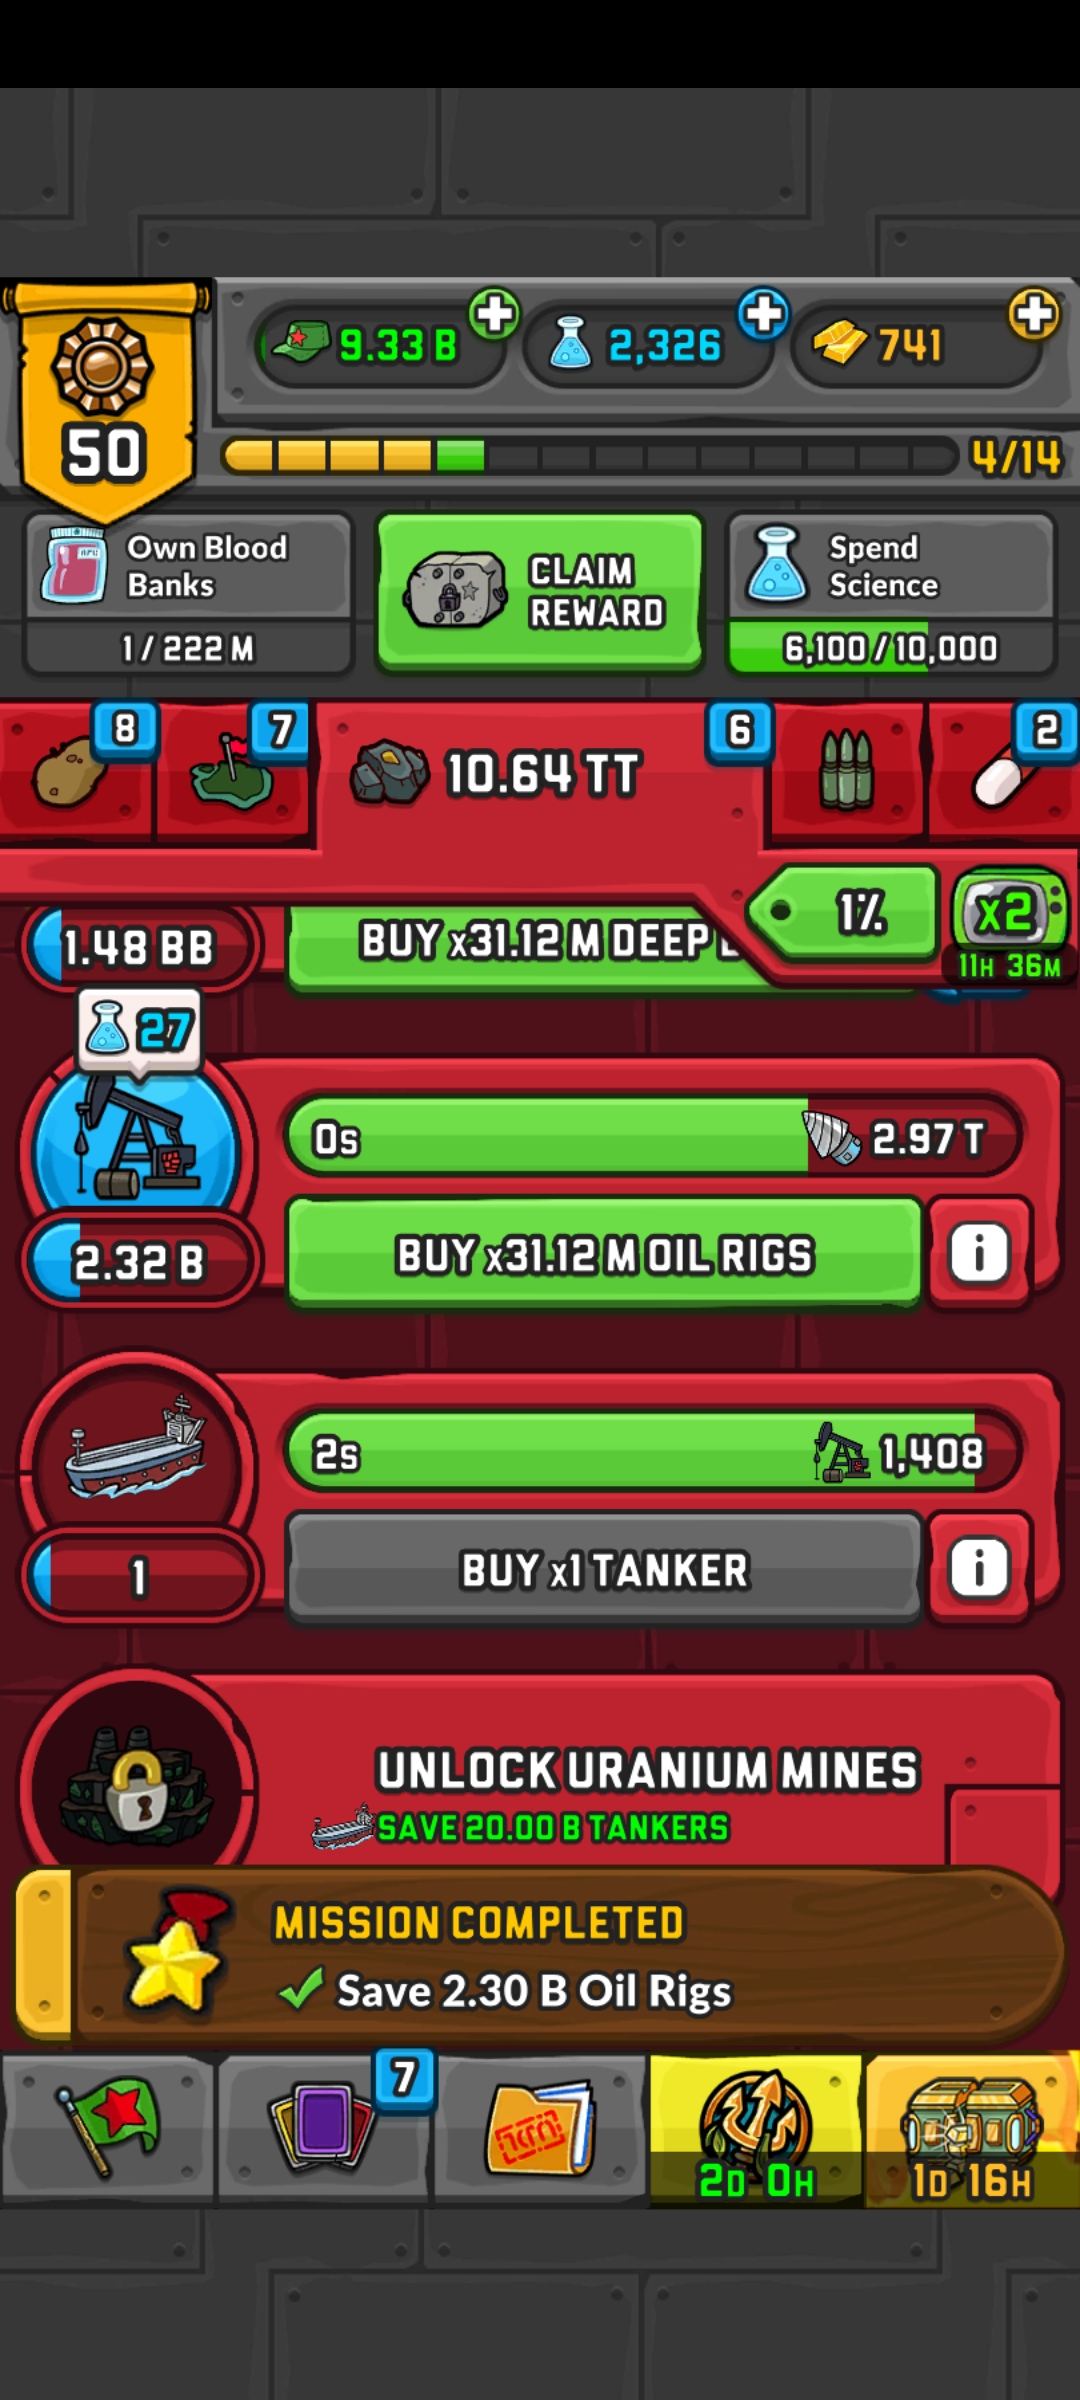 9.33 B
2,326
741
50
4/14
Own Blood
Banks
1 / 222 M
CLAIM
REWARD
Spend
Science
6,100 / 10,000
8
7
10.64 TT
6
2
1%
x2
11H 36M
1.48 BB
BUY x31.12 M DEEP
27
0s
2.97 T
2.32 B
BUY x31.12 M OIL RIGS
i
2s
1,408
1
BUY x1 TANKER
i
UNLOCK URANIUM MINES
SAVE 20.00 B TANKERS
MISSION COMPLETED
Save 2.30 B Oil Rigs
7
2D 0H
1D 16H